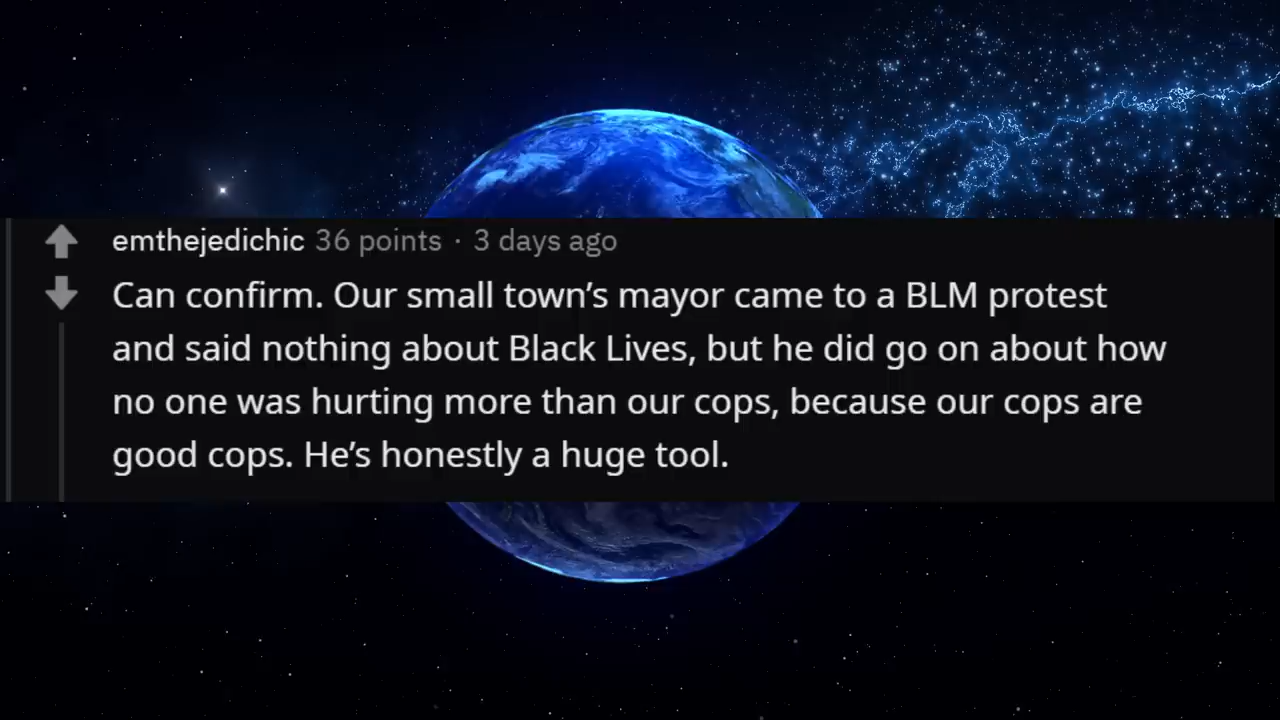 emthejedichic 36 points · 3 days ago
Can confirm. Our small town’s mayor came to a BLM protest
and said nothing about Black Lives, but he did go on about how
no one was hurting more than our cops, because our cops are
good cops. He’s honestly a huge tool.